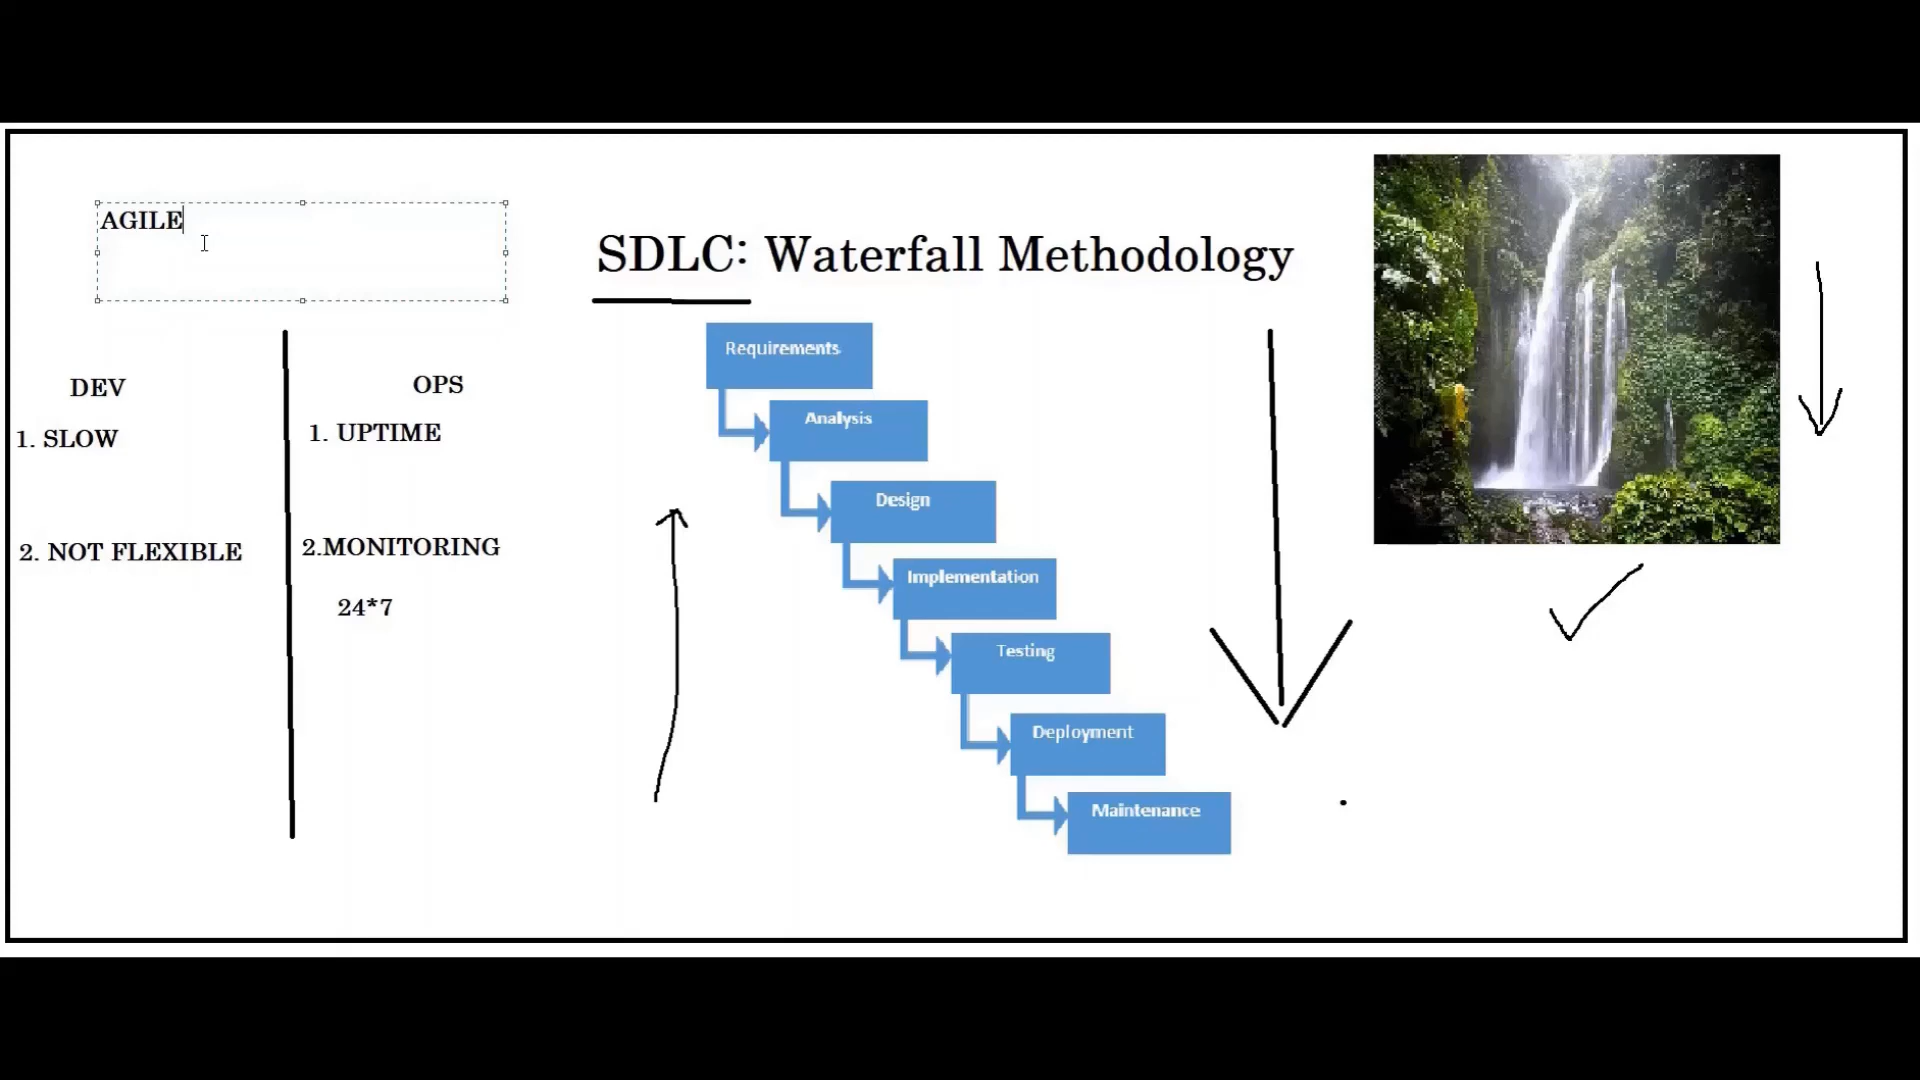 AGILE
SDLC: Waterfall Methodology
DEV
OPS
1. SLOW
1. UPTIME
2. NOT FLEXIBLE
2.MONITORING
24*7
Requirements
Analysis
Design
Implementation
Testing
Deployment
Maintenance